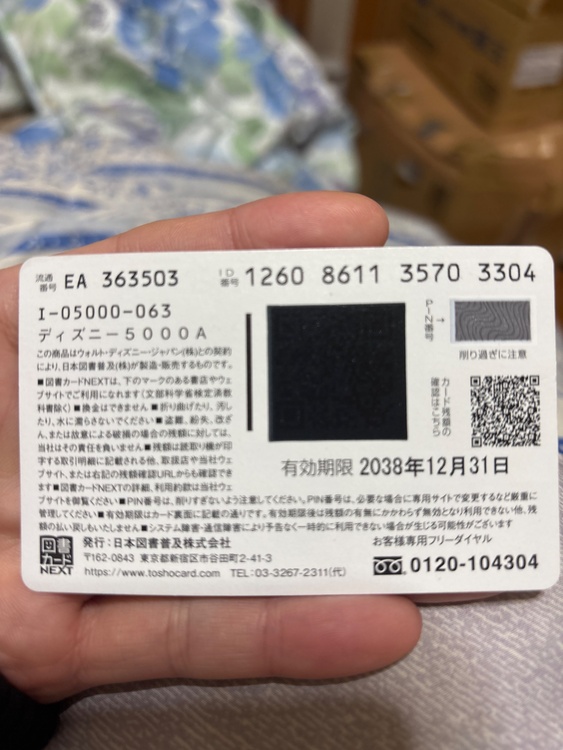 流通番号 EA 363503
ID番号 1260 8611 3570 3304
I-05000-063
ディズニー5000A
この商品はウォルト・ディズニー・ジャパン(株)との契約
により、日本図書普及(株)が製造・販売するものです。
■図書カードNEXTは、下のマークのある書店やウェ
ブサイトでご利用になれます(文部科学省検定済教
科書除く) ■換金はできません ■折り曲げたり、汚し
たり、水に濡らさないでください ■盗難、紛失、改ざ
ん、または故意による破損の場合の残額に対しては、
当社はその責任を負いません ■残額は読取り機が印
字する取引明細に記載される他、取扱店や当社ウェ
ブサイト、または右記の残額確認URLからも確認できま
す ■図書カードNEXTの詳細、利用約款は当社ウェ
ブサイトを御覧ください ■PIN番号は、削りすぎないよう注意してください。PIN番号は、必要な場合に専用サイトで変更するなど厳重に
管理してください ■有効期限はカード裏面に記載の通りです。有効期限後は残額の有無にかかわらず無効となり利用できない他、残
額の払い戻しもいたしません ■システム障害・通信障害により予告なく一時的に利用できない場合が生じる可能性がございます
PIN番号→
削り過ぎに注意
カード残額の
確認はこちら
有効期限 2038年12月31日
図書カードNEXT
発行:日本図書普及株式会社
〒162-0843 東京都新宿区市谷田町2-41-3
https://www.toshocard.com TEL:03-3267-2311(代)
お客様専用フリーダイヤル
0120-104304